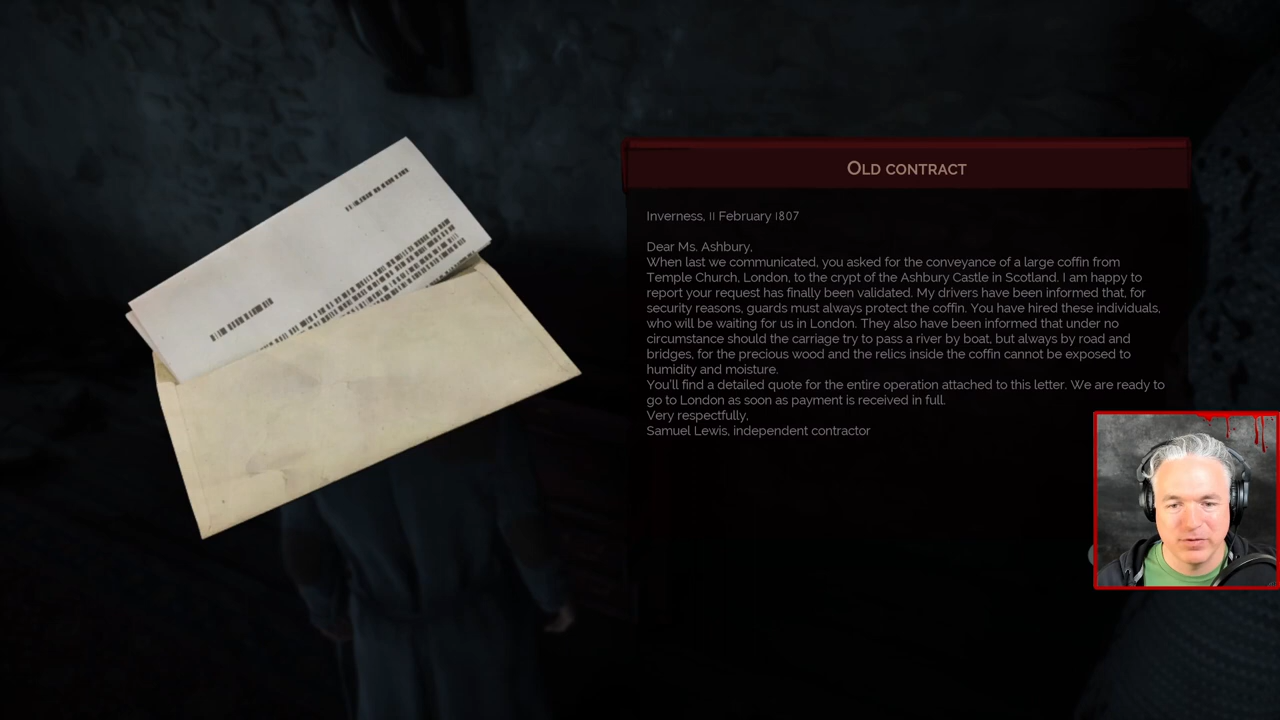 Old contract
Inverness, 11 February 1807
Dear Ms. Ashbury,
When last we communicated, you asked for the conveyance of a large coffin from
Temple Church, London, to the crypt of the Ashbury Castle in Scotland. I am happy to
report your request has finally been validated. My drivers have been informed that, for
security reasons, guards must always protect the coffin. You have hired these individuals,
who will be waiting for us in London. They also have been informed that under no
circumstance should the carriage try to pass a river by boat, but always by road and
bridges, for the precious wood and the relics inside the coffin cannot be exposed to
humidity and moisture.
You'll find a detailed quote for the entire operation attached to this letter. We are ready to
go to London as soon as payment is received in full.
Very respectfully,
Samuel Lewis, independent contractor